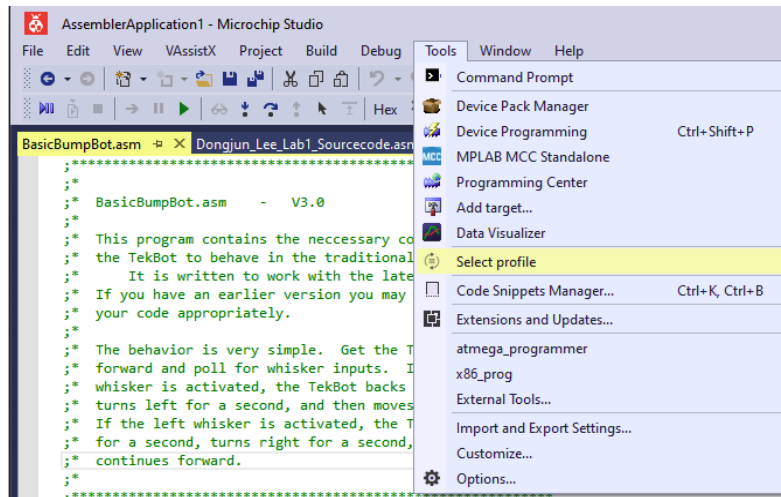 AssemblerApplication1 - Microchip Studio
File Edit View VAssistX Project Build Debug Tools Window Help
Hex
BasicBumpBot.asm Dongjun_Lee_Lab1_Sourcecode.asm
;***********************************************************
;*
;* BasicBumpBot.asm - V3.0
;*
;* This program contains the neccessary
;* the TekBot to behave in the traditional
;* It is written to work with the
;* If you have an earlier version you may
;* your code appropriately.
;*
;* The behavior is very simple. Get the
;* forward and poll for whisker inputs.
;* whisker is activated, the TekBot backs
;* turns left for a second, and then moves
;* If the left whisker is activated, the
;* for a second, turns right for a second,
;* continues forward.
;*
;***********************************************************
Command Prompt
Device Pack Manager
Device Programming Ctrl+Shift+P
MCC MPLAB MCC Standalone
Programming Center
Add target...
Data Visualizer
Select profile
Code Snippets Manager... Ctrl+K, Ctrl+B
Extensions and Updates...
atmega_programmer
x86_prog
External Tools...
Import and Export Settings...
Customize...
Options...